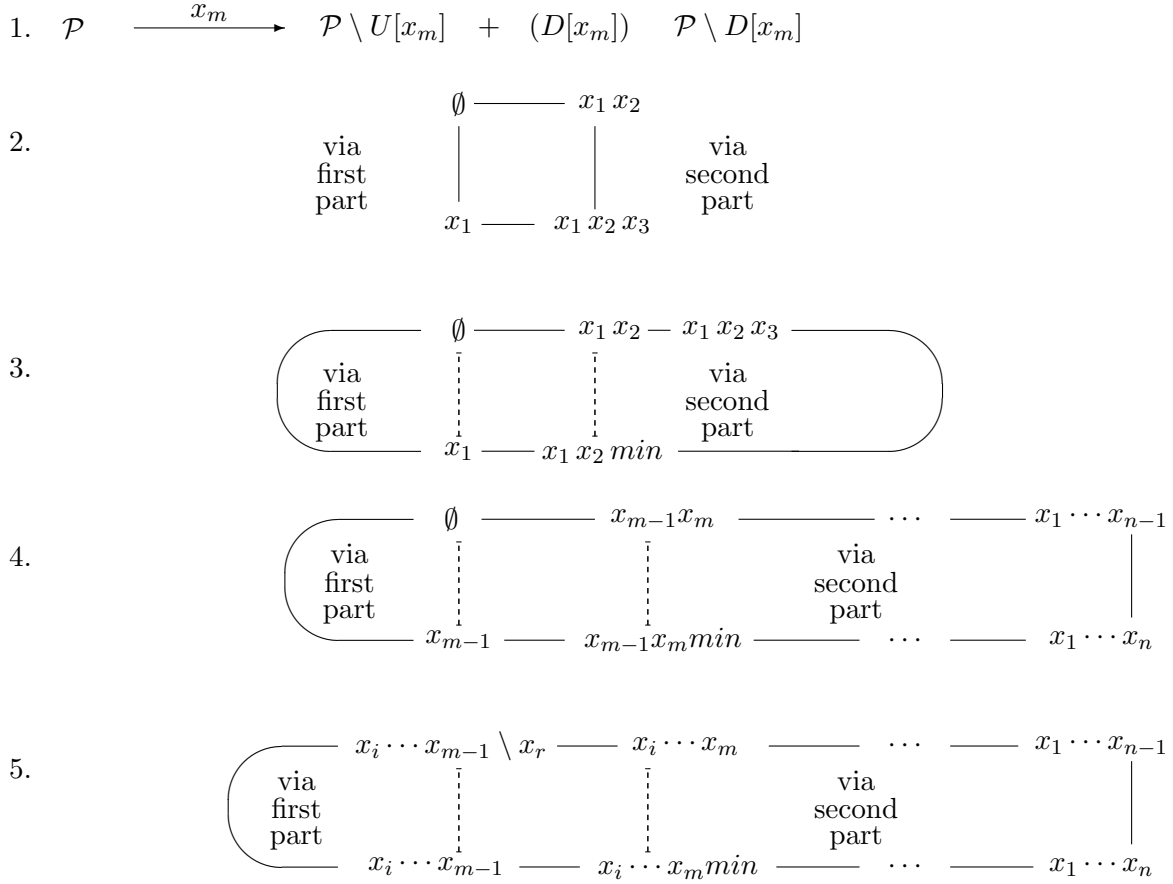 1. 𝒫 x_m 𝒫 \ U[x_m] + (D[x_m]) 𝒫 \ D[x_m]
∅ x_1 x_2
2.
via first part
via second part
x_1 x_1 x_2 x_3
∅ x_1 x_2 x_1 x_2 x_3
3.
via first part
via second part
x_1 x_1 x_2 min
∅ x_{m−1}x_m ⋯ x_1 ⋯ x_{n−1}
4.
via first part
via second part
x_{m−1} x_{m−1}x_m min ⋯ x_1 ⋯ x_n
x_i ⋯ x_{m−1} \ x_r x_i ⋯ x_m ⋯ x_1 ⋯ x_{n−1}
5.
via first part
via second part
x_i ⋯ x_{m−1} x_i ⋯ x_m min ⋯ x_1 ⋯ x_n